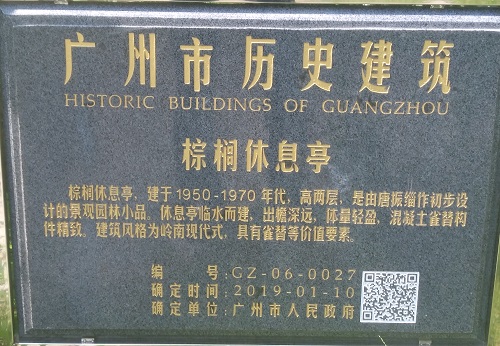 广州市历史建筑
HISTORIC BUILDINGS OF GUANGZHOU
棕榈休息亭
棕榈休息亭，建于1950-1970年代，高两层，是由唐振缁作初步设
计的景观园林小品。休息亭临水而建，出檐深远，体量轻盈，混凝土雀替构
件精致。建筑风格为岭南现代式，具有雀替等价值要素。
编 号:GZ-06-0027
确定时间:2019-01-10
确定单位:广州市人民政府